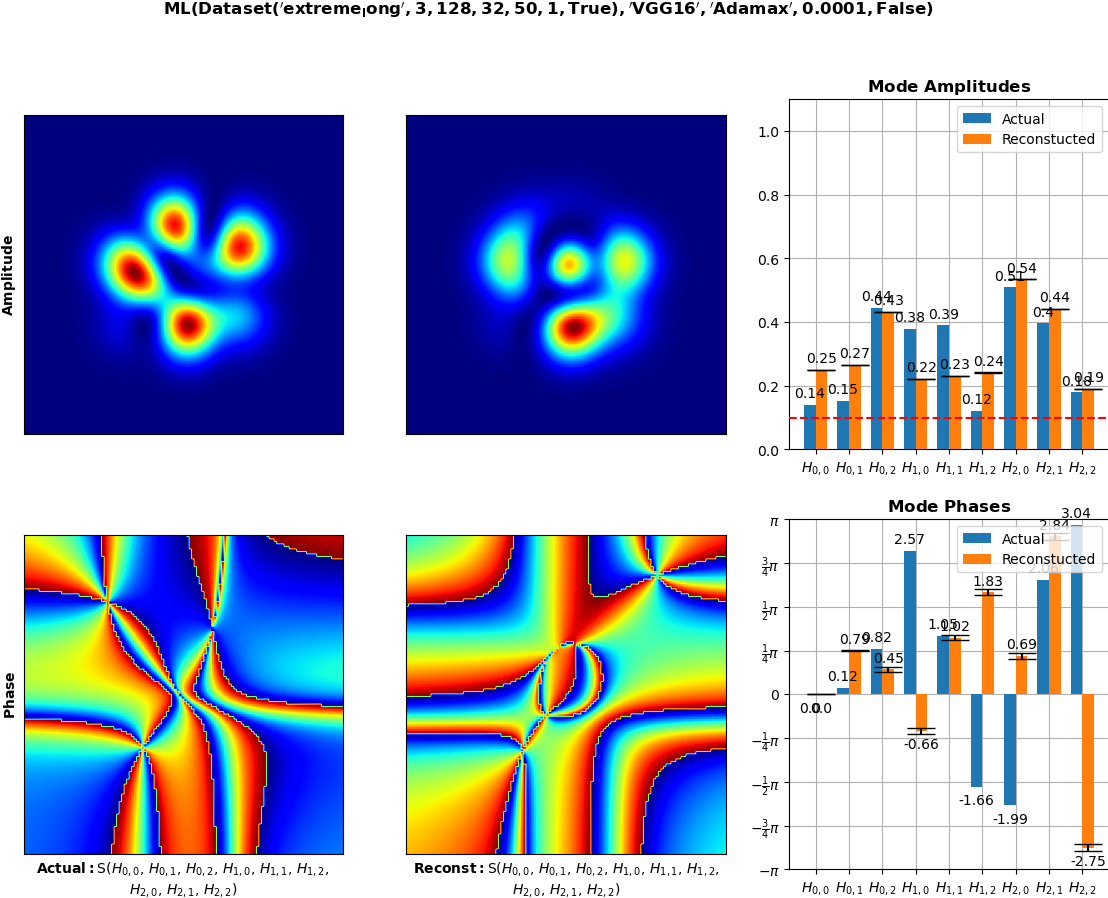 ML(Dataset('extreme_long', 3, 128, 32, 50, 1, True), 'VGG16', 'Adamax', 0.0001, False)
Amplitude
Mode Amplitudes
Actual
Reconstucted
1.0
0.8
0.6
0.4
0.2
0.0
0.14 0.15 0.44 0.38 0.39 0.12 0.51 0.4 0.18
0.25 0.27 0.43 0.22 0.23 0.24 0.54 0.44 0.19
H0,0 H0,1 H0,2 H1,0 H1,1 H1,2 H2,0 H2,1 H2,2
Phase
Mode Phases
Actual
Reconstucted
π
3/4π
1/2π
1/4π
0
−1/4π
−1/2π
−3/4π
−π
0.0 0.12 0.82 2.57 1.05 -1.66 -1.99 3.04
0.0 0.79 0.45 -0.66 1.02 1.83 0.69 2.84 -2.75
H0,0 H0,1 H0,2 H1,0 H1,1 H1,2 H2,0 H2,1 H2,2
Actual: S(H0,0, H0,1, H0,2, H1,0, H1,1, H1,2,
H2,0, H2,1, H2,2)
Reconst: S(H0,0, H0,1, H0,2, H1,0, H1,1, H1,2,
H2,0, H2,1, H2,2)